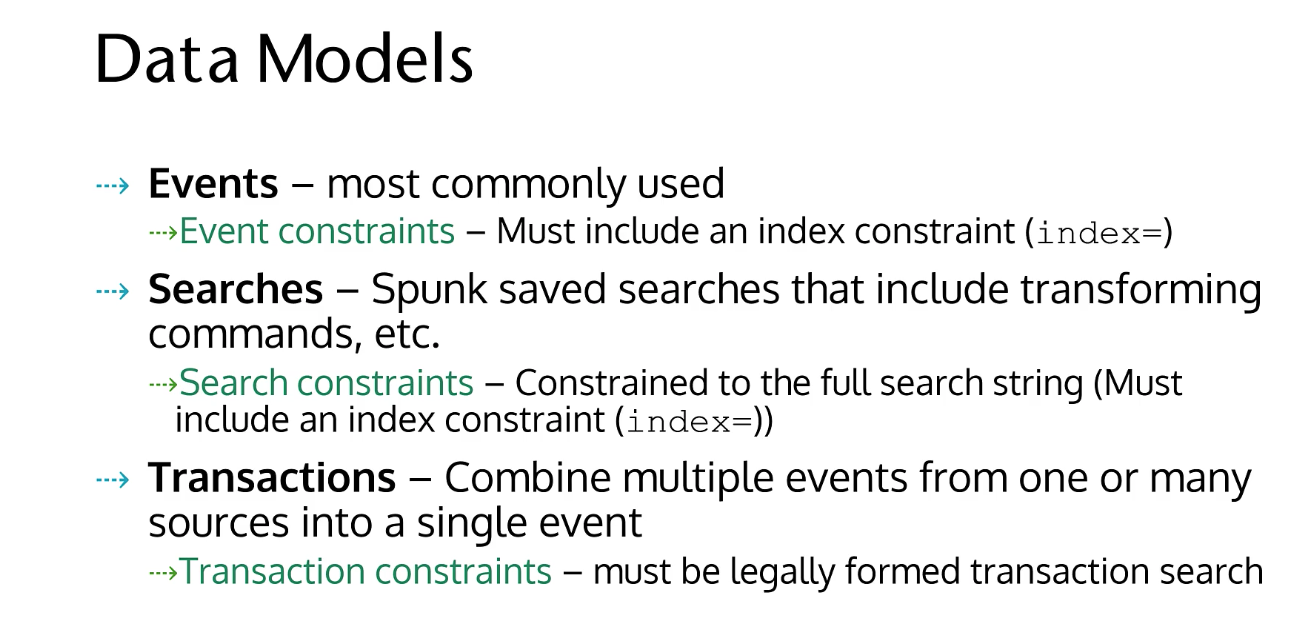 Data Models
⇢ Events – most commonly used
⇢Event constraints – Must include an index constraint (index=)
⇢ Searches – Spunk saved searches that include transforming
commands, etc.
⇢Search constraints – Constrained to the full search string (Must
include an index constraint (index=))
⇢ Transactions – Combine multiple events from one or many
sources into a single event
⇢Transaction constraints – must be legally formed transaction search